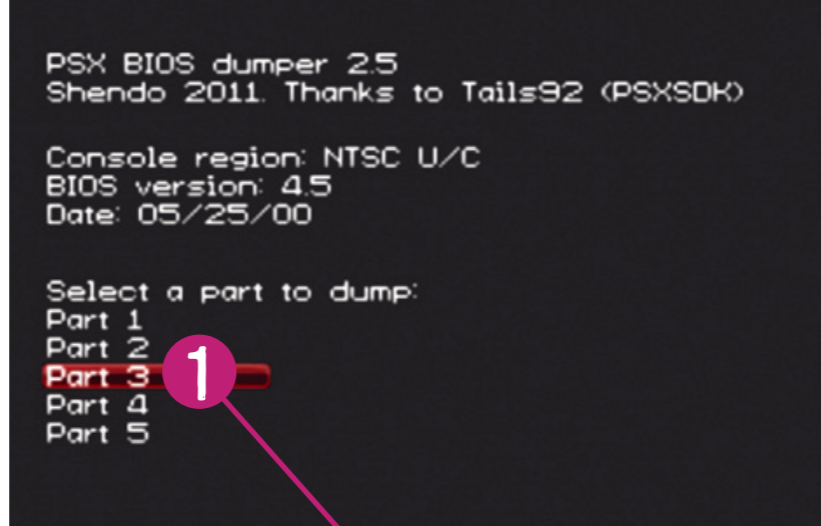 PSX BIOS dumper 2.5
Shendo 2011. Thanks to Tails92 (PSXSDK)
Console region: NTSC U/C
BIOS version: 4.5
Date: 05/25/00
Select a part to dump:
Part 1
Part 2
Part 3
1
Part 4
Part 5